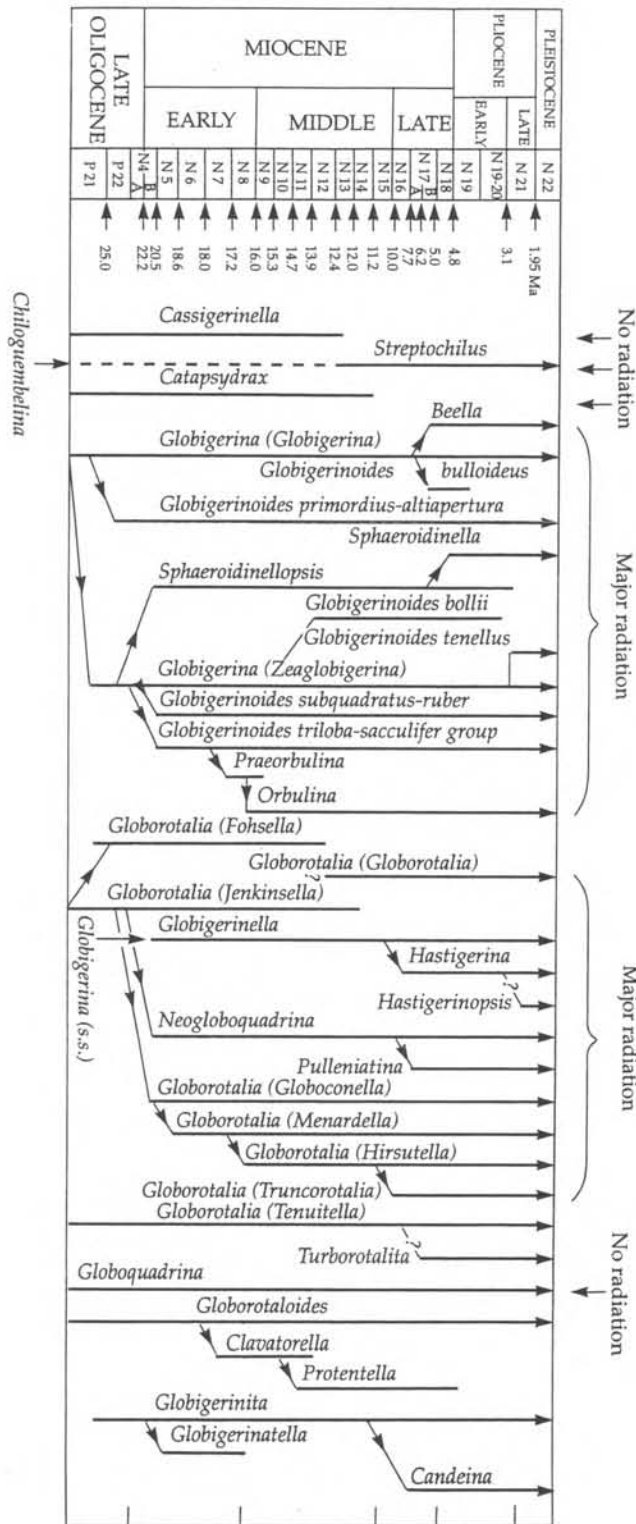 LATE OLIGOCENE
MIOCENE
PLIOCENE
PLEISTOCENE
EARLY
MIDDLE
LATE
EARLY
LATE
P 21
P 22
N4
A
B
N 5
N 6
N 7
N 8
N 9
N 10
N 11
N 12
N 13
N 14
N 15
N 16
N 17
A
B
N 18
N 19
N 19-20
N 21
N 22
25.0
22.2
20.5
18.6
18.0
17.2
16.0
15.3
14.7
13.9
12.4
12.0
11.2
10.0
7.7
6.2
5.0
4.8
3.1
1.95 Ma
Chiloguembelina
Cassigerinella
No radiation
Streptochilus
Catapsydrax
Beella
Globigerina (Globigerina)
Globigerinoides bulloideus
Globigerinoides primordius-altiapertura
Sphaeroidinella
Sphaeroidinellopsis
Globigerinoides bollii
Globigerinoides tenellus
Major radiation
Globigerina (Zeaglobigerina)
Globigerinoides subquadratus-ruber
Globigerinoides triloba-sacculifer group
Praeorbulina
Orbulina
Globorotalia (Fohsella)
Globorotalia (Globorotalia)
?
Globorotalia (Jenkinsella)
Globigerina (s.s.)
Globigerinella
Hastigerina
?
Hastigerinopsis
Major radiation
Neogloboquadrina
Pulleniatina
Globorotalia (Globoconella)
Globorotalia (Menardella)
Globorotalia (Hirsutella)
Globorotalia (Truncorotalia)
Globorotalia (Tenuitella)
?
Turborotalita
Globoquadrina
No radiation
Globorotaloides
Clavatorella
Protentella
Globigerinita
Globigerinatella
Candeina